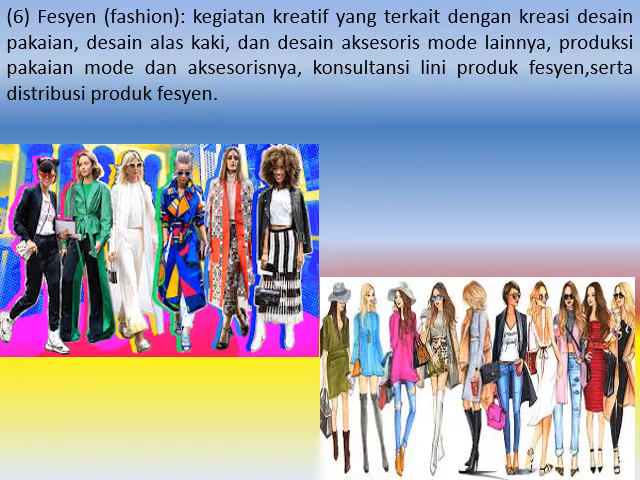 (6) Fesyen (fashion): kegiatan kreatif yang terkait dengan kreasi desain
pakaian, desain alas kaki, dan desain aksesoris mode lainnya, produksi
pakaian mode dan aksesorisnya, konsultansi lini produk fesyen,serta
distribusi produk fesyen.